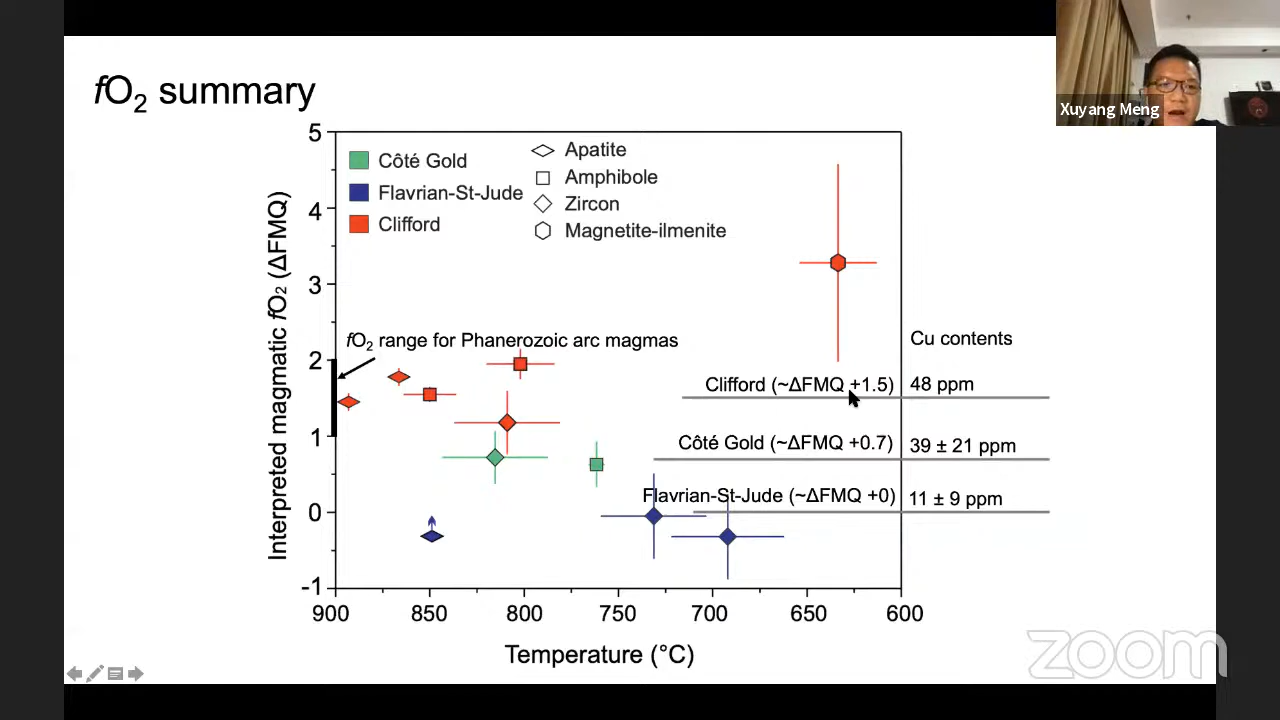 fO₂ summary
Xuyang Meng
Interpreted magmatic fO₂ (ΔFMQ)
5
4
3
2
1
0
-1
Côté Gold
Flavrian-St-Jude
Clifford
Apatite
Amphibole
Zircon
Magnetite-ilmenite
fO₂ range for Phanerozoic arc magmas
Cu contents
Clifford (~ΔFMQ +1.5) 48 ppm
Côté Gold (~ΔFMQ +0.7) 39 ± 21 ppm
Flavrian-St-Jude (~ΔFMQ +0) 11 ± 9 ppm
900 850 800 750 700 650 600
Temperature (°C)
zoom